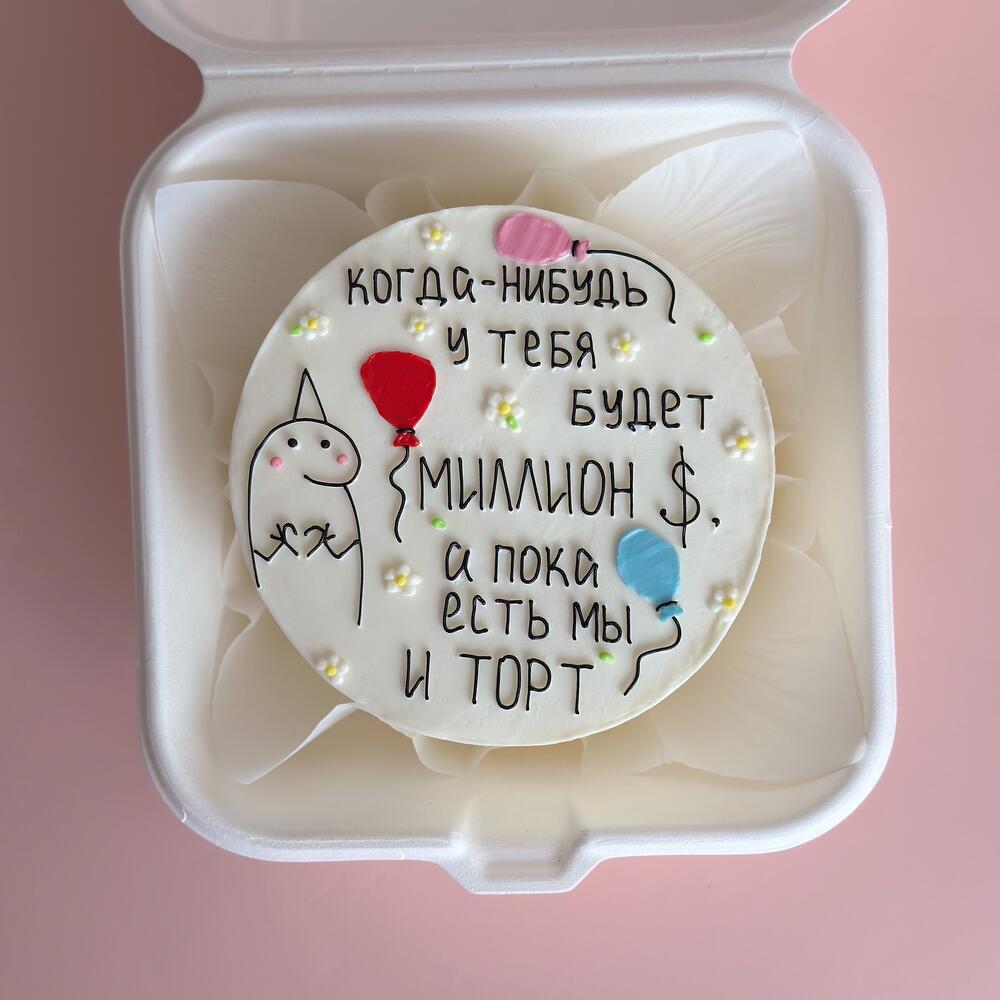 когда-нибудь
у тебя
будет
миллион $,
а пока
есть мы
и торт